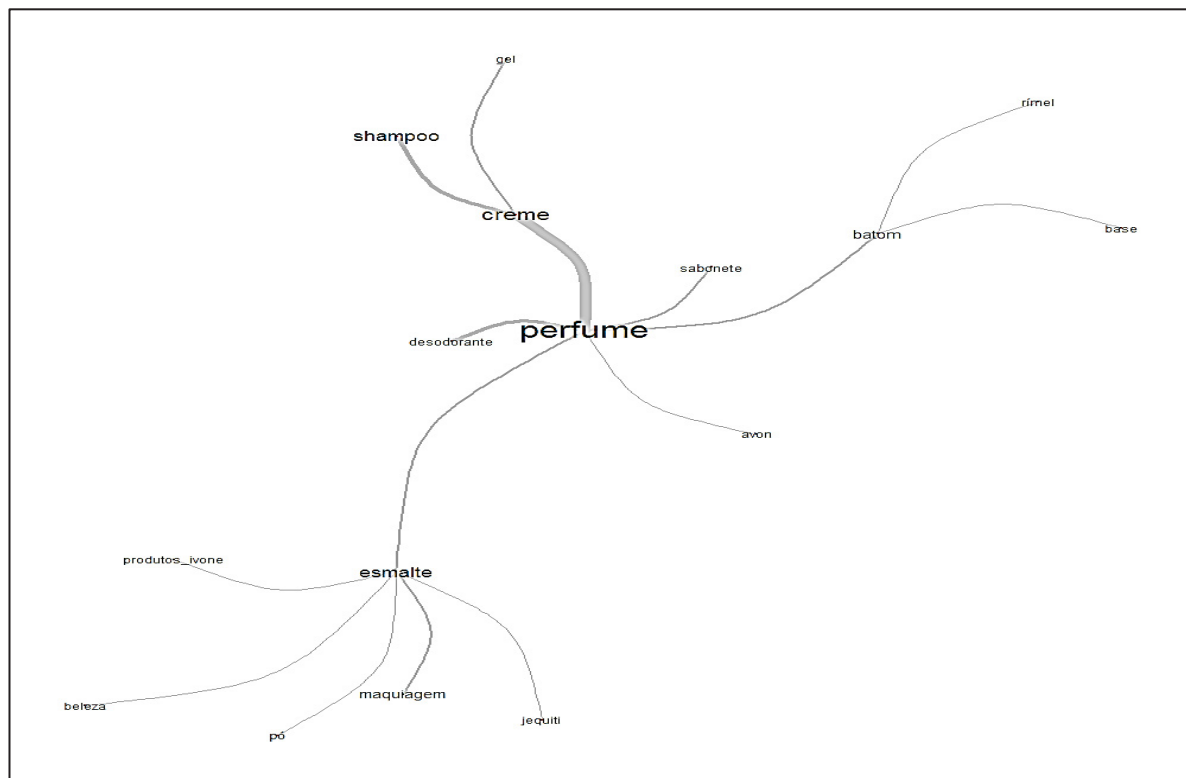 gel
rímel
shampoo
creme
base
batom
sabonete
perfume
desodorante
avon
produtos_ivone
esmalte
maquiagem
beleza
jequiti
pó